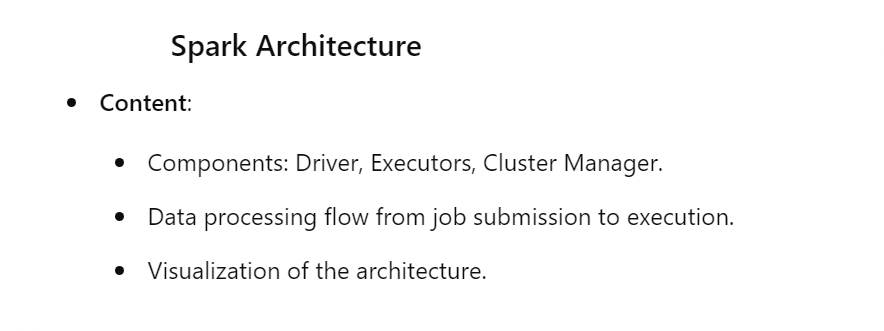 Spark Architecture
• Content:
• Components: Driver, Executors, Cluster Manager.
• Data processing flow from job submission to execution.
• Visualization of the architecture.